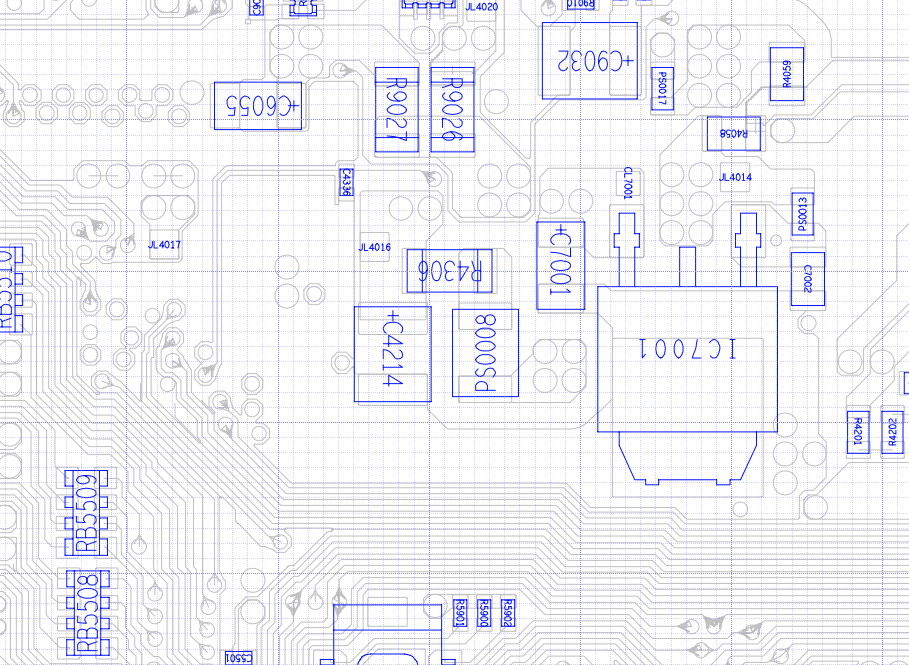 JL4020
+C9032
R4059
PS0017
+C6055
R9027
R9026
R4058
C4336
CL7001
JL4014
PS0013
JL4017
JL4016
R4306
+C7001
C7002
RB5510
+C4214
PS0008
IC7001
R4201
R4202
RB5509
RB5508
R5901
R5900
R5902
C5501